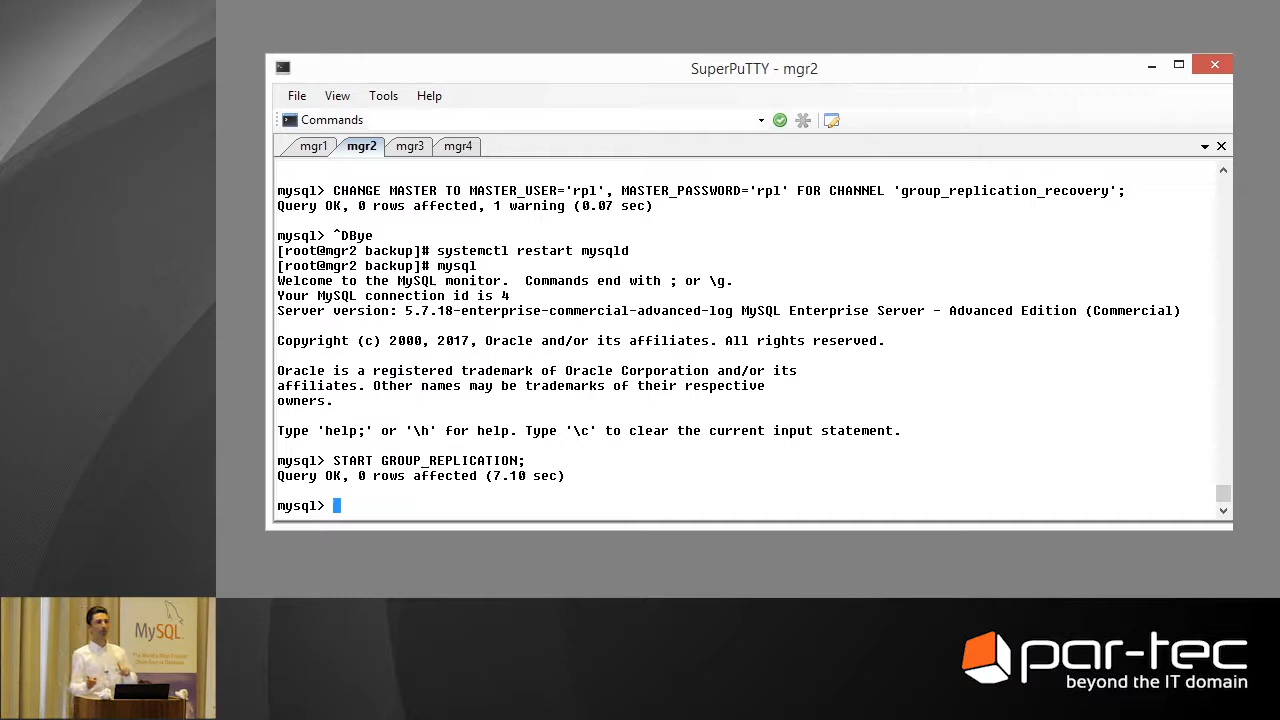 SuperPuTTY - mgr2
File View Tools Help
Commands
mgr1 mgr2 mgr3 mgr4
mysql> CHANGE MASTER TO MASTER_USER='rpl', MASTER_PASSWORD='rpl' FOR CHANNEL 'group_replication_recovery';
Query OK, 0 rows affected, 1 warning (0.07 sec)
mysql> ^DBye
[root@mgr2 backup]# systemctl restart mysqld
[root@mgr2 backup]# mysql
Welcome to the MySQL monitor.  Commands end with ; or \g.
Your MySQL connection id is 4
Server version: 5.7.18-enterprise-commercial-advanced-log MySQL Enterprise Server - Advanced Edition (Commercial)
Copyright (c) 2000, 2017, Oracle and/or its affiliates. All rights reserved.
Oracle is a registered trademark of Oracle Corporation and/or its
affiliates. Other names may be trademarks of their respective
owners.
Type 'help;' or '\h' for help. Type '\c' to clear the current input statement.
mysql> START GROUP_REPLICATION;
Query OK, 0 rows affected (7.10 sec)
mysql>
MySQL
The World's Most Popular
Open Source Database
par-tec
beyond the IT domain